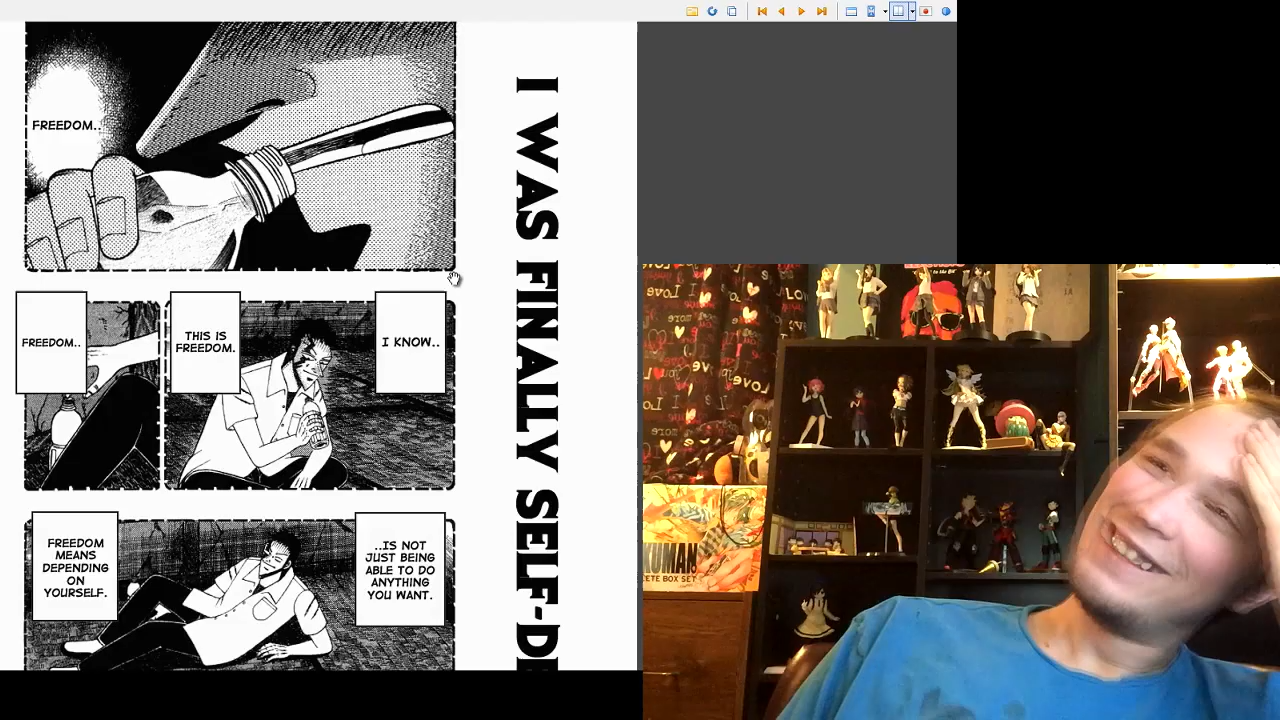 FREEDOM..
I KNOW..
THIS IS
FREEDOM.
FREEDOM..
..IS NOT
JUST BEING
ABLE TO DO
ANYTHING
YOU WANT.
FREEDOM
MEANS
DEPENDING
ON
YOURSELF.
I WAS FINALLY SELF-D
KUMAN
ETE BOX SET
Love